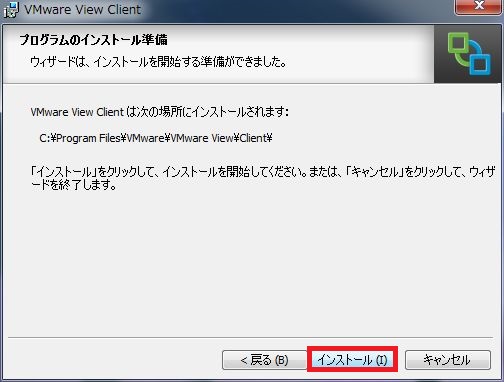 VMware View Client
プログラムのインストール準備
ウィザードは、インストールを開始する準備ができました。
VMware View Client は次の場所にインストールされます:
C:¥Program Files¥VMware¥VMware View¥Client¥
「インストール」をクリックして、インストールを開始してください。または、「キャンセル」をクリックして、ウィザ
ードを終了します。
< 戻る (B)
インストール (I)
キャンセル